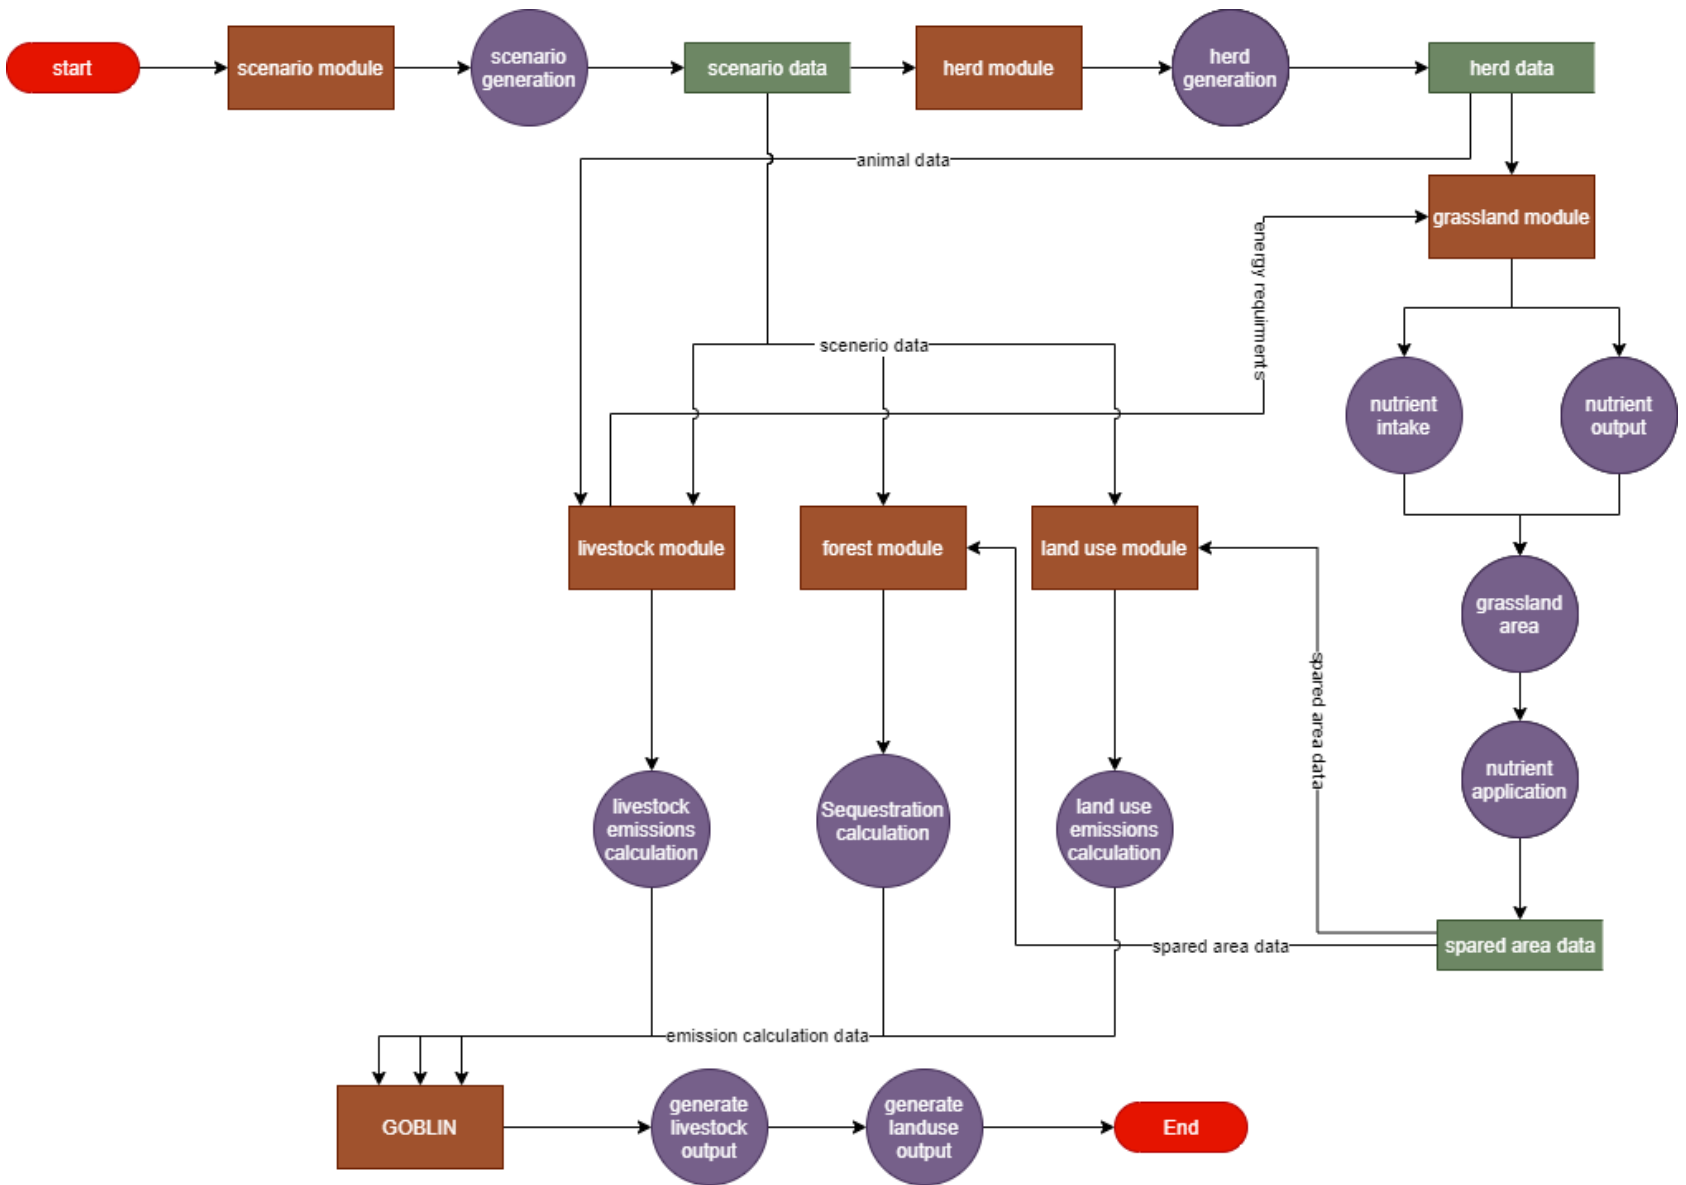 start
scenario module
scenario
generation
scenario data
herd module
herd
generation
herd data
animal data
grassland module
energy requirments
scenerio data
nutrient
intake
nutrient
output
livestock module
forest module
land use module
grassland
area
spared area data
nutrient
application
livestock
emissions
calculation
Sequestration
calculation
land use
emissions
calculation
spared area data
spared area data
emission calculation data
GOBLIN
generate
livestock
output
generate
landuse
output
End